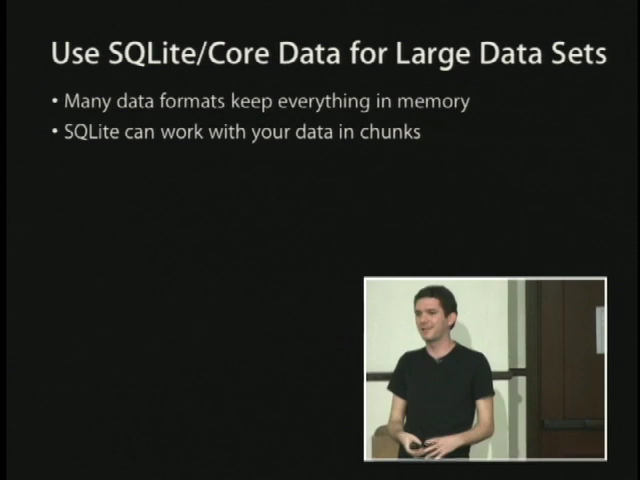 Use SQLite/Core Data for Large Data Sets
• Many data formats keep everything in memory
• SQLite can work with your data in chunks